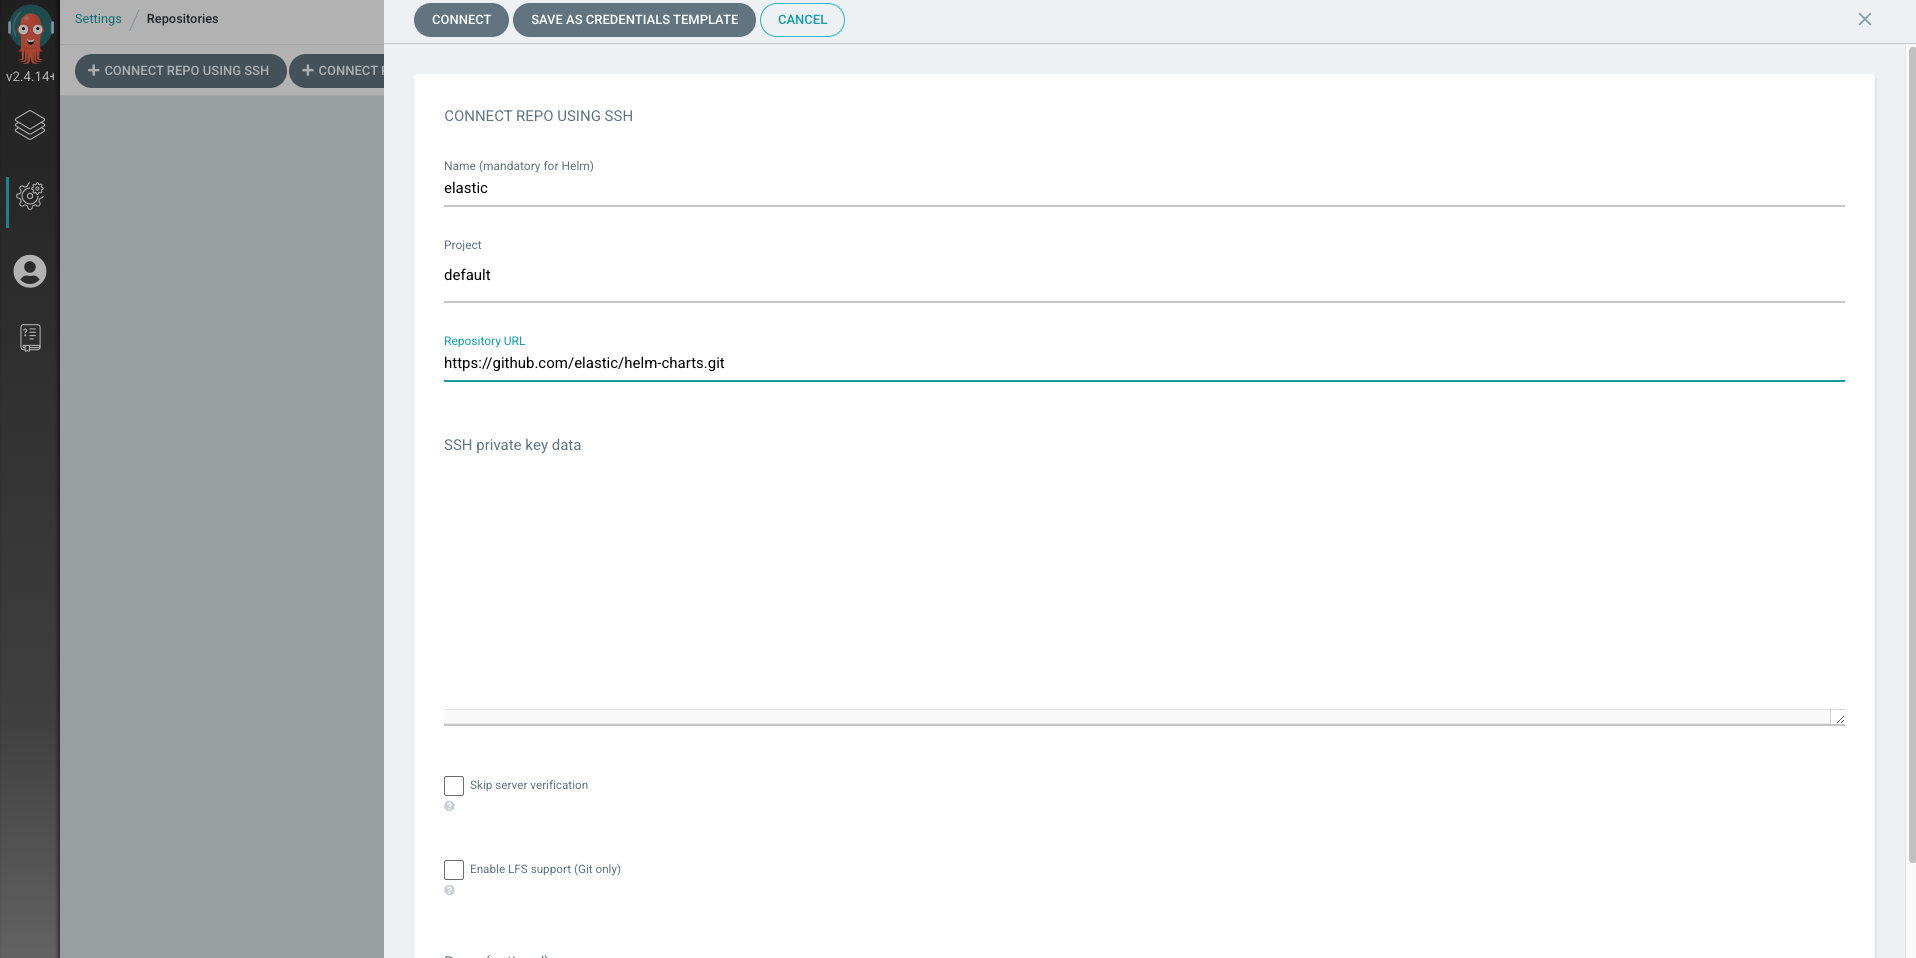 Settings / Repositories
CONNECT SAVE AS CREDENTIALS TEMPLATE CANCEL
v2.4.14+
+ CONNECT REPO USING SSH + CONNECT
CONNECT REPO USING SSH
Name (mandatory for Helm)
elastic
Project
default
Repository URL
https://github.com/elastic/helm-charts.git
SSH private key data
Skip server verification
?
Enable LFS support (Git only)
?